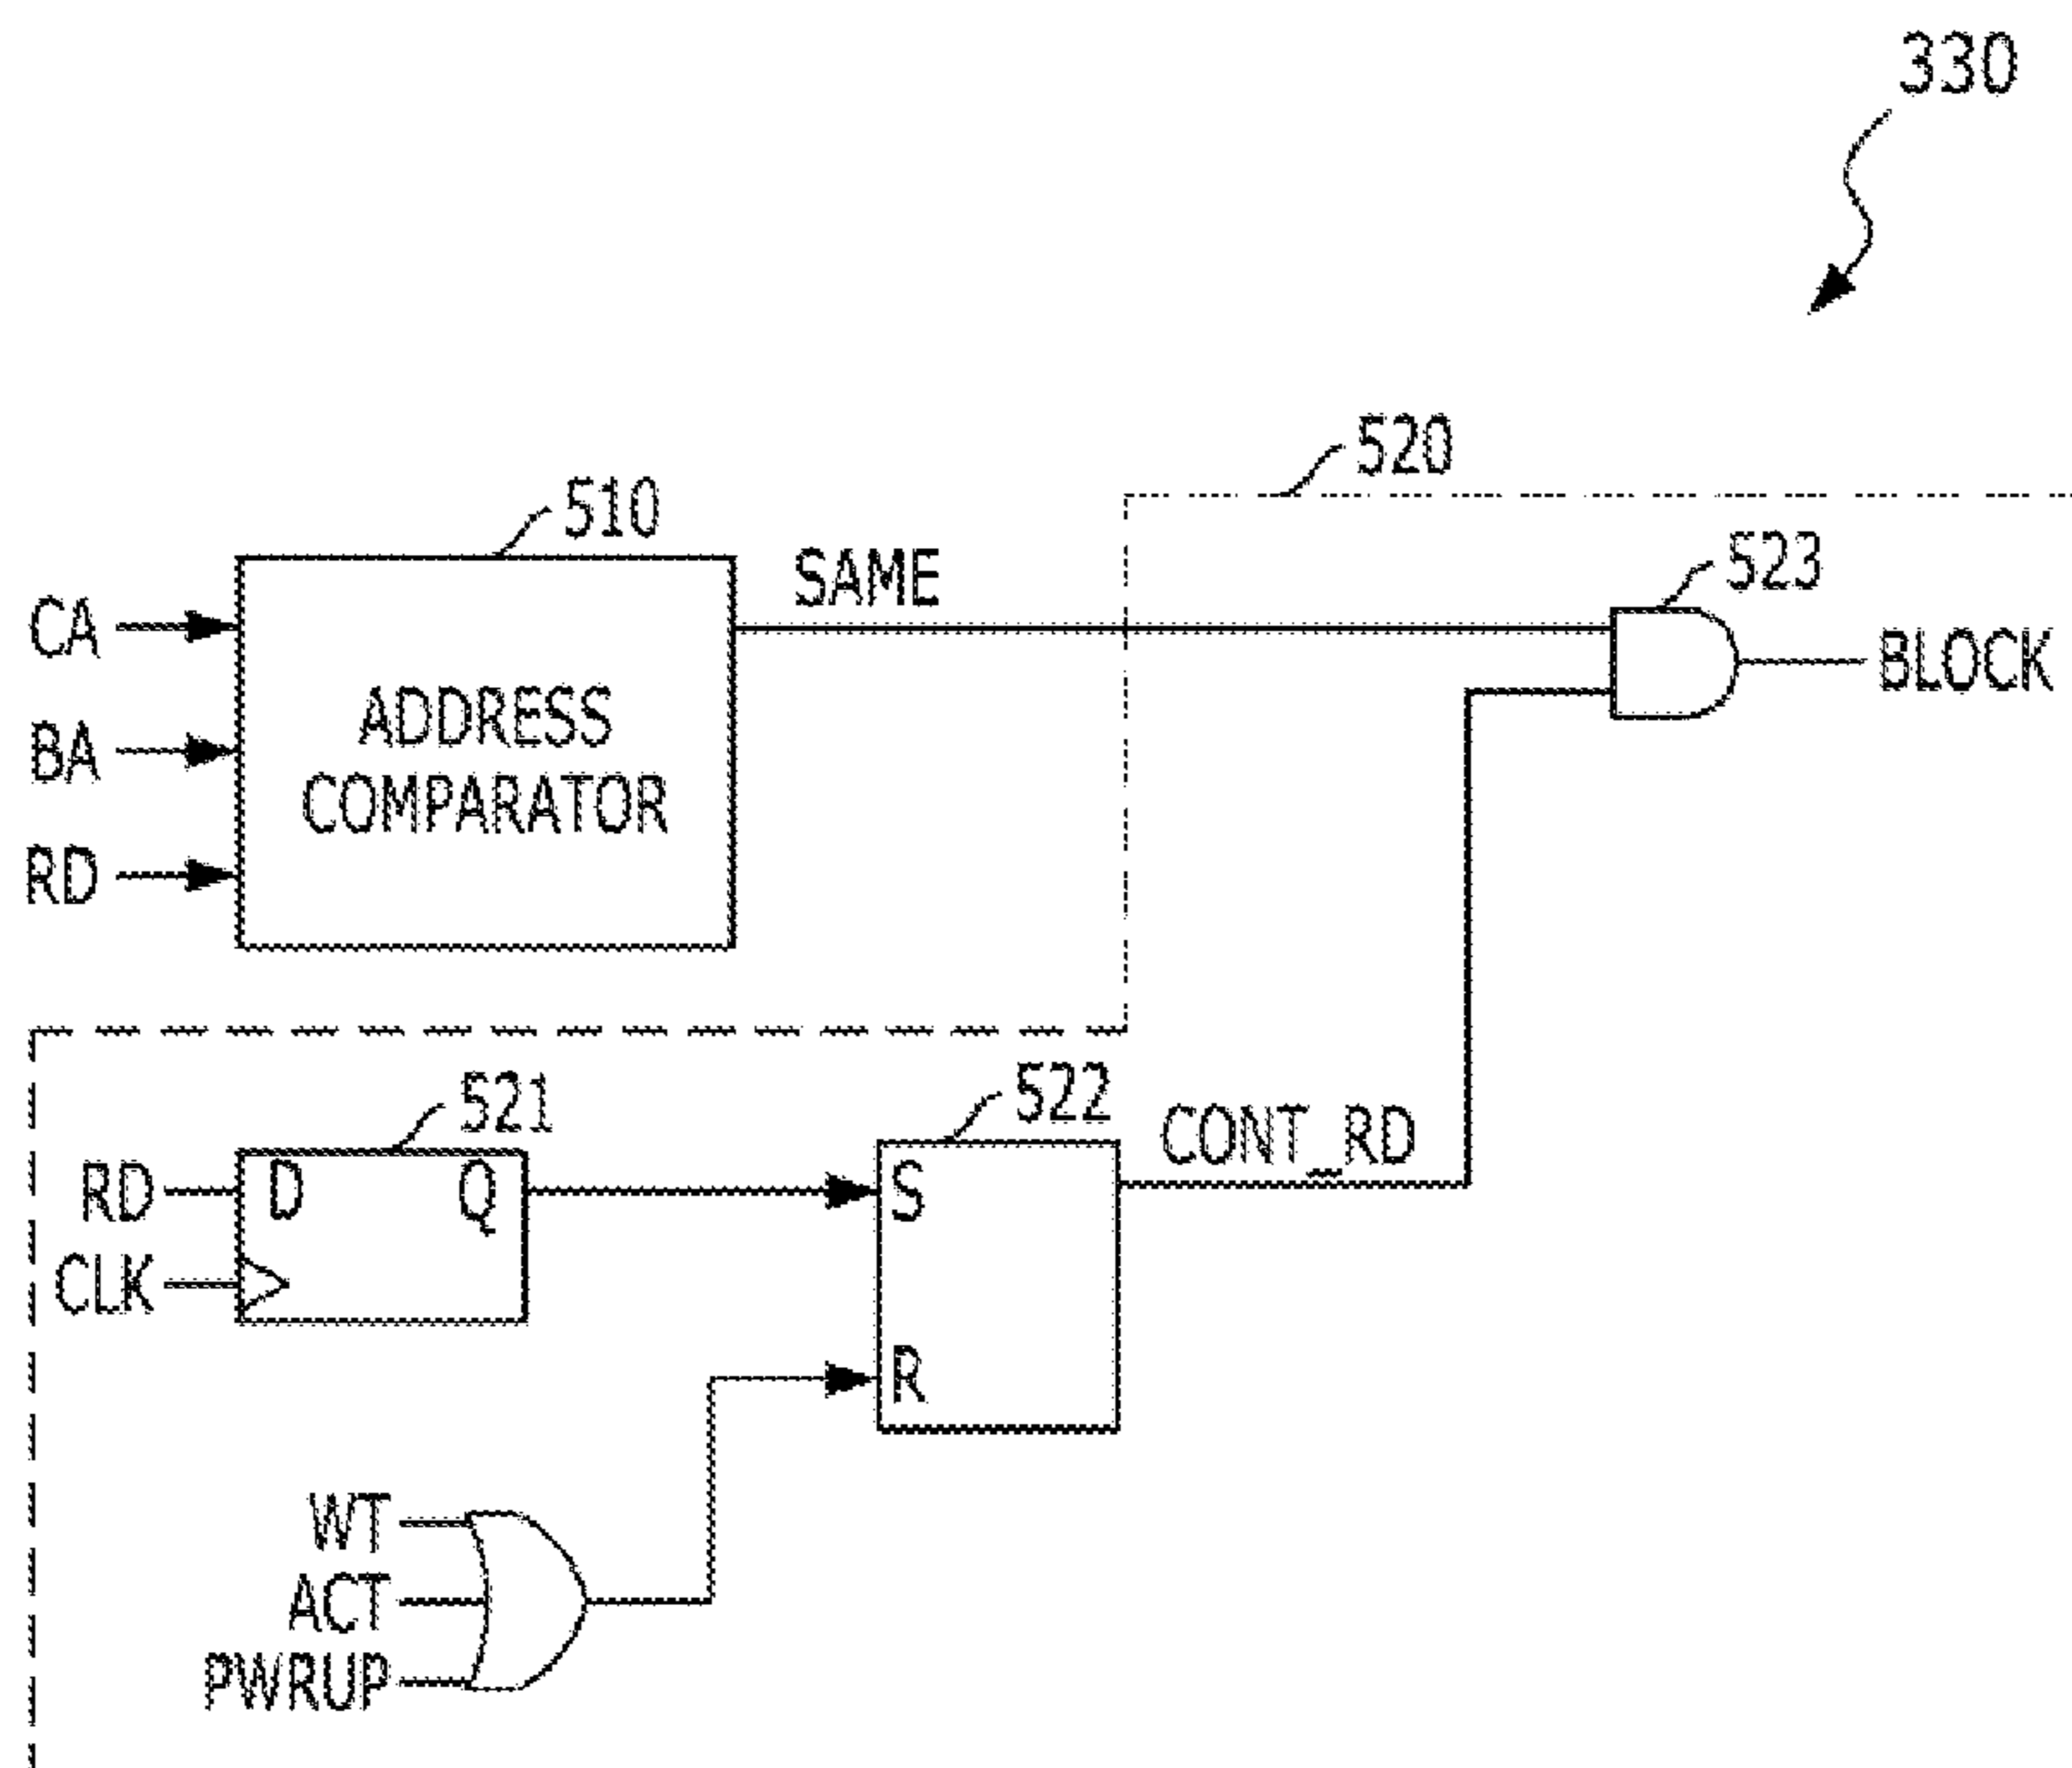 330
520
510
523
SAME
CA
BLOCK
BA
ADDRESS
COMPARATOR
RD
521
522
CONT_RD
RD
D
Q
S
CLK
R
WT
ACT
PWRUP